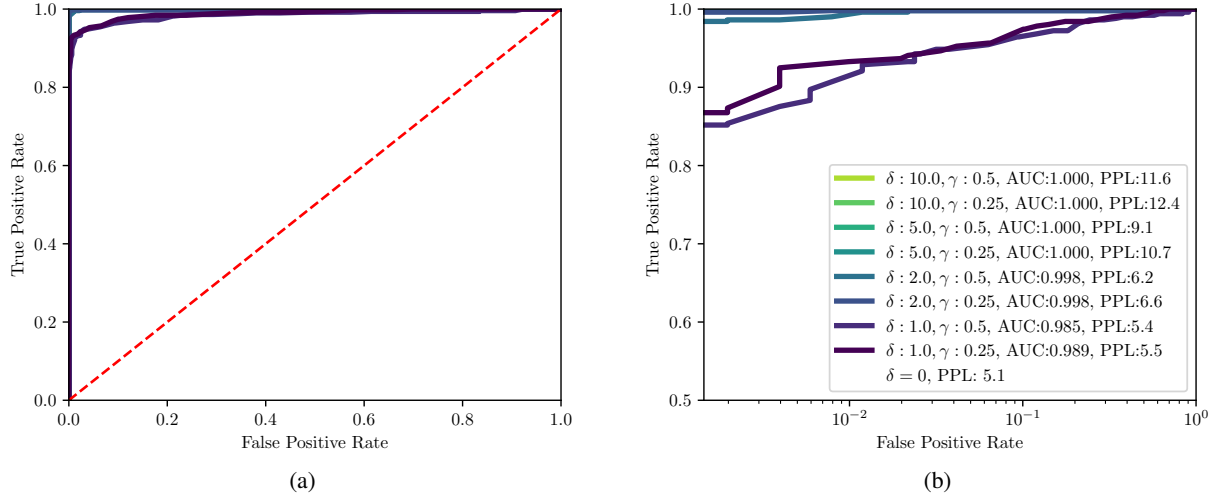 1.0
0.8
0.6
0.4
0.2
0.0
True Positive Rate
0.0 0.2 0.4 0.6 0.8 1.0
False Positive Rate
(a)
1.0
0.9
0.8
0.7
0.6
0.5
True Positive Rate
δ : 10.0, γ : 0.5, AUC:1.000, PPL:11.6
δ : 10.0, γ : 0.25, AUC:1.000, PPL:12.4
δ : 5.0, γ : 0.5, AUC:1.000, PPL:9.1
δ : 5.0, γ : 0.25, AUC:1.000, PPL:10.7
δ : 2.0, γ : 0.5, AUC:0.998, PPL:6.2
δ : 2.0, γ : 0.25, AUC:0.998, PPL:6.6
δ : 1.0, γ : 0.5, AUC:0.985, PPL:5.4
δ : 1.0, γ : 0.25, AUC:0.989, PPL:5.5
δ = 0, PPL: 5.1
10⁻² 10⁻¹ 10⁰
False Positive Rate
(b)